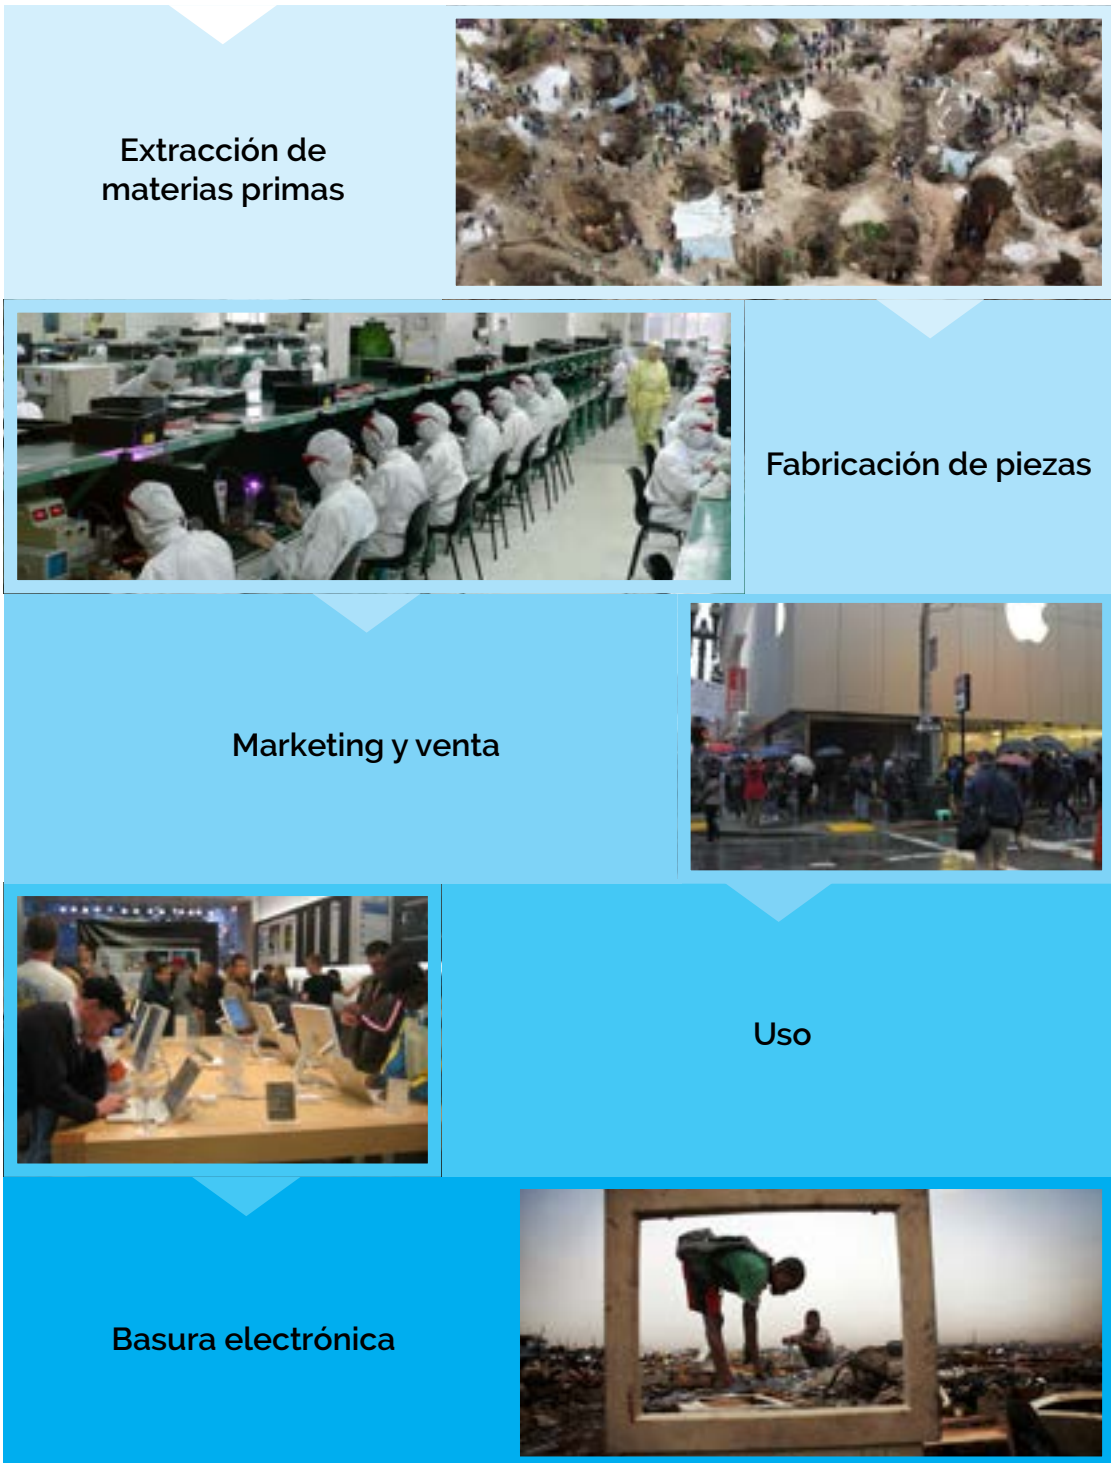 Extracción de
materias primas
Fabricación de piezas
Marketing y venta
Uso
Basura electrónica